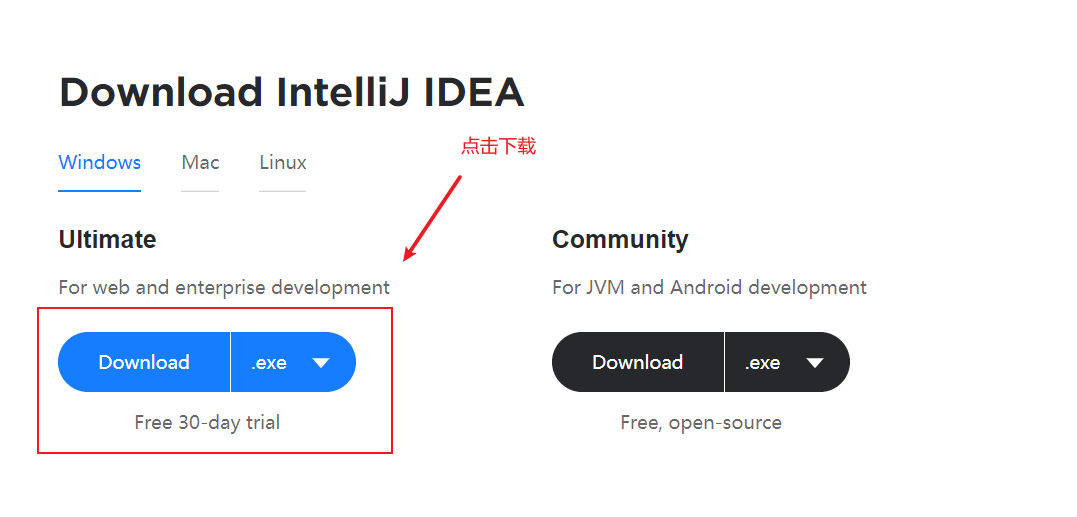 Download IntelliJ IDEA
点击下载
Windows Mac Linux
Ultimate
For web and enterprise development
Download .exe
Free 30-day trial
Community
For JVM and Android development
Download .exe
Free, open-source